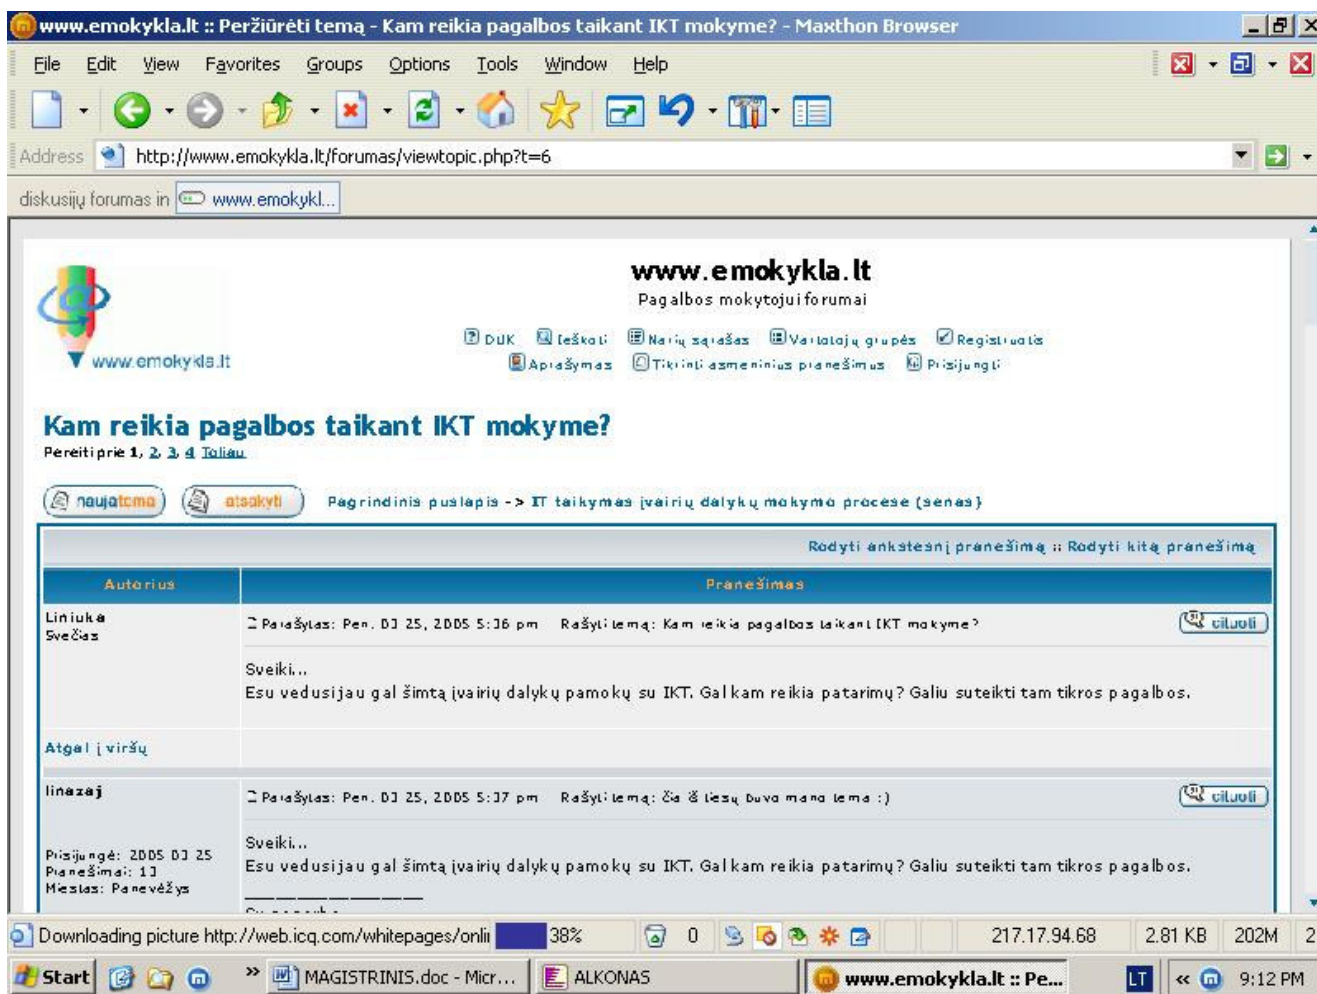 www.emokykla.lt :: Peržiūrėti temą - Kam reikia pagalbos taikant IKT mokyme? - Maxthon Browser
File Edit View Favorites Groups Options Tools Window Help
Address http://www.emokykla.lt/forumas/viewtopic.php?t=6
diskusijų forumas in www.emokykl...
www.emokykla.lt
Pagalbos mokytojui forumai
DUK Ieškoti Narių sąrašas Vartotojų grupės Registruotis
www.emokykla.lt
Aprašymas Tikrinti asmeninius pranešimus Prisijungti
Kam reikia pagalbos taikant IKT mokyme?
Pereiti prie 1, 2, 3, 4 Toliau
naujatema atsakyti Pagrindinis puslapis -> IT taikymas įvairių dalykų mokymo procese (senas)
Rodyti ankstesnį pranešimą :: Rodyti kitą pranešimą
Autorius Pranešimas
Liniuka
Svečias
Parašytas: Pen. 03 25, 2005 5:36 pm Rašyti temą: Kam reikia pagalbos taikant IKT mokyme?
cituoti
Sveiki...
Esu vedusi jau gal šimtą įvairių dalykų pamokų su IKT. Gal kam reikia patarimų? Galiu suteikti tam tikros pagalbos.
Atgal į viršų
linazaj
Parašytas: Pen. 03 25, 2005 5:37 pm Rašyti temą: čia iš tiesų buvo mano tema :)
cituoti
Prisijungė: 2005 03 25
Pranešimai: 13
Miestas: Panevėžys
Sveiki...
Esu vedusi jau gal šimtą įvairių dalykų pamokų su IKT. Gal kam reikia patarimų? Galiu suteikti tam tikros pagalbos.
Downloading picture http://web.icq.com/whitepages/onli 38% 0 217.17.94.68 2.81 KB 202M 2
Start » MAGISTRINIS.doc - Micr... ALKONAS www.emokykla.lt :: Pe... LT « 9:12 PM